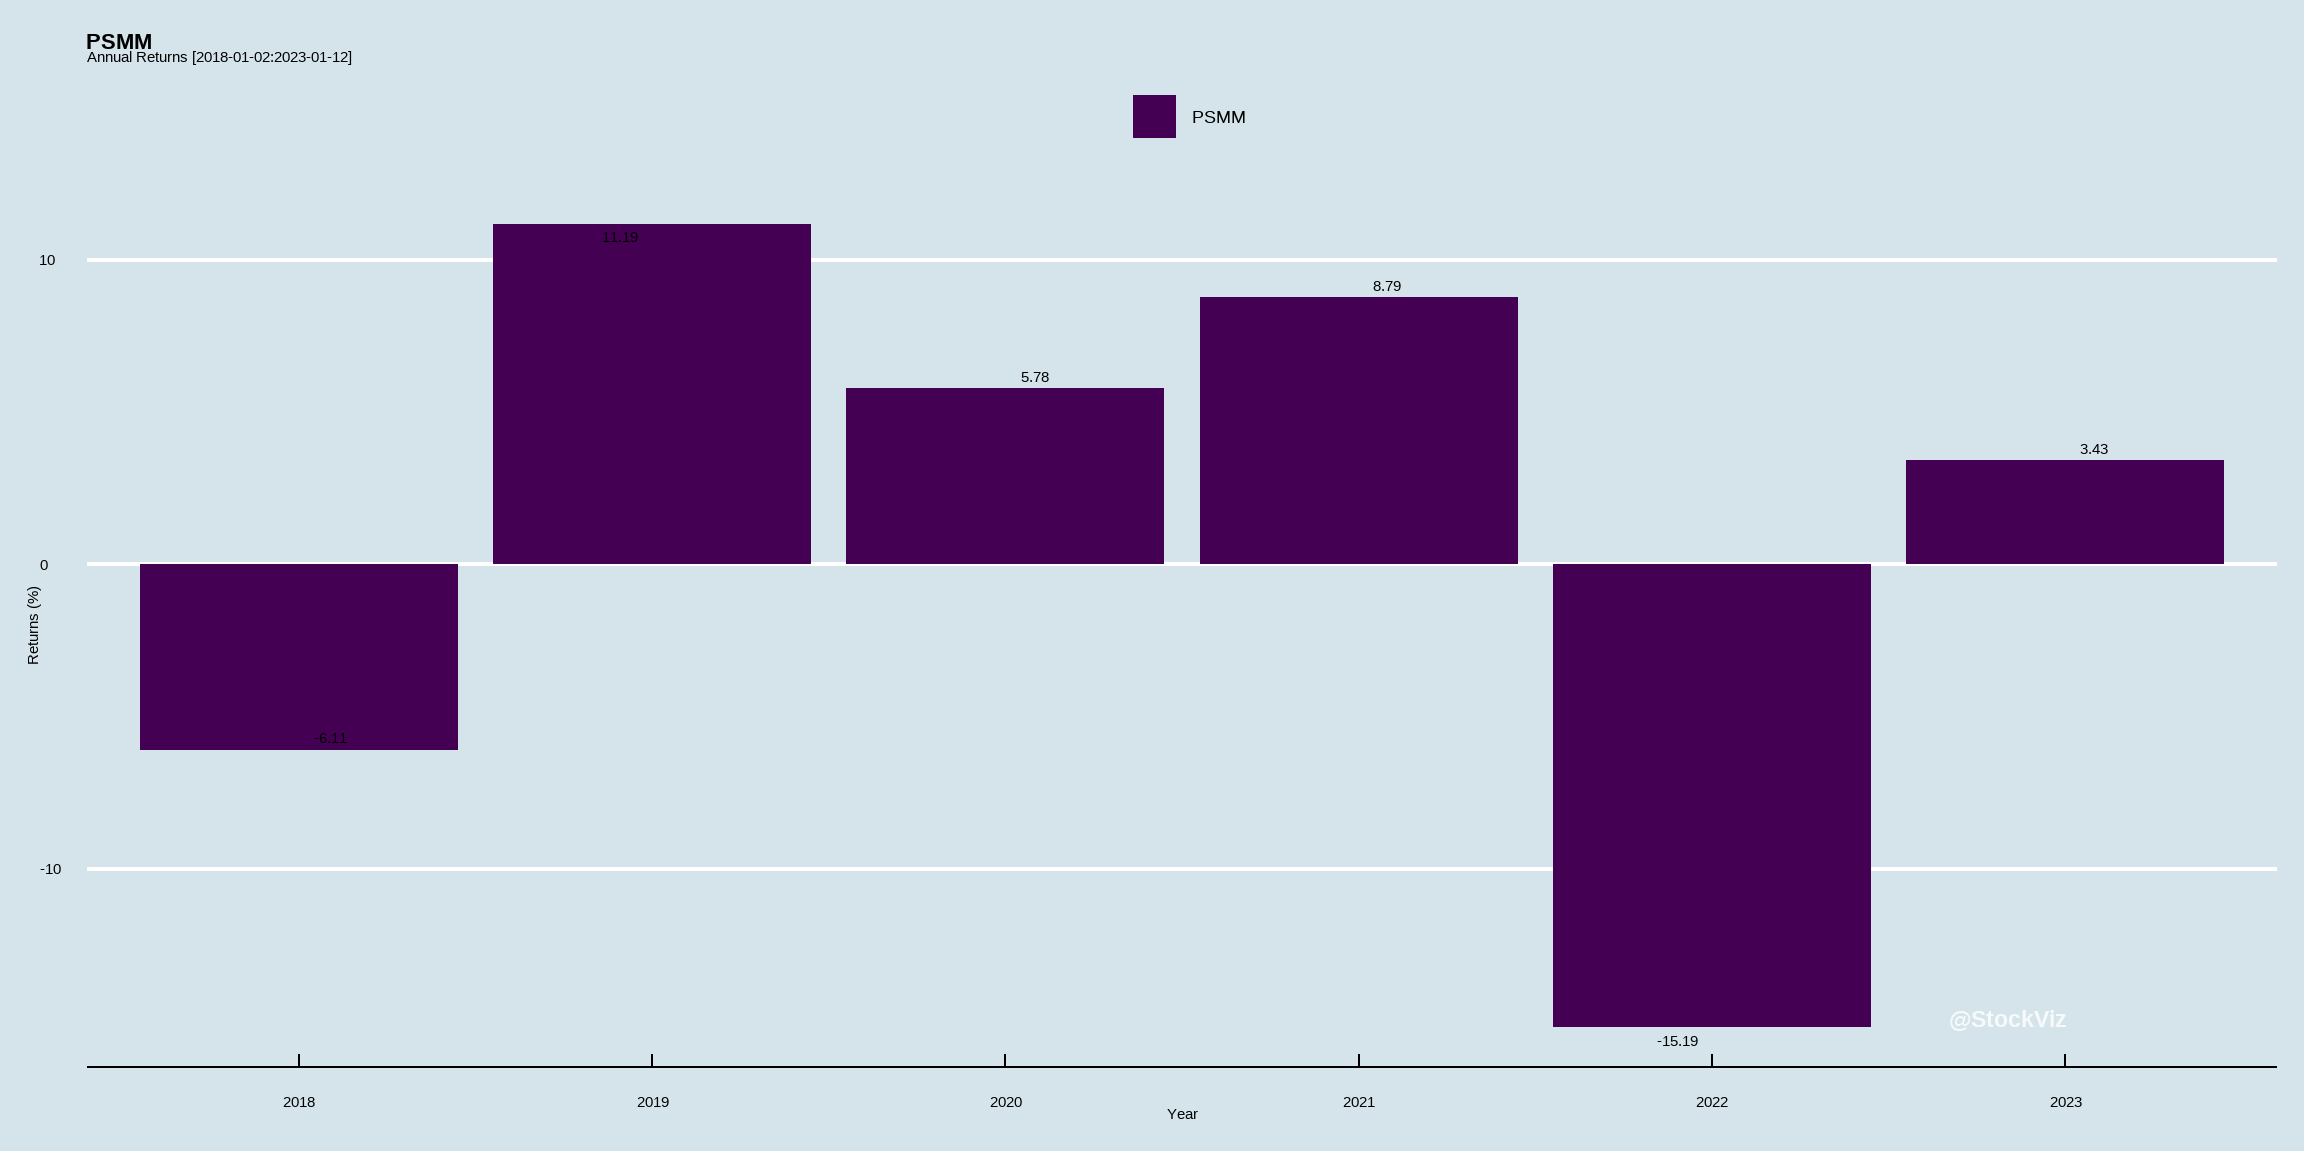 PSMM
Annual Returns [2018-01-02:2023-01-12]
PSMM
11.19
10
8.79
5.78
3.43
0
Returns (%)
-6.11
-10
@StockViz
-15.19
2018 2019 2020 2021 2022 2023
Year